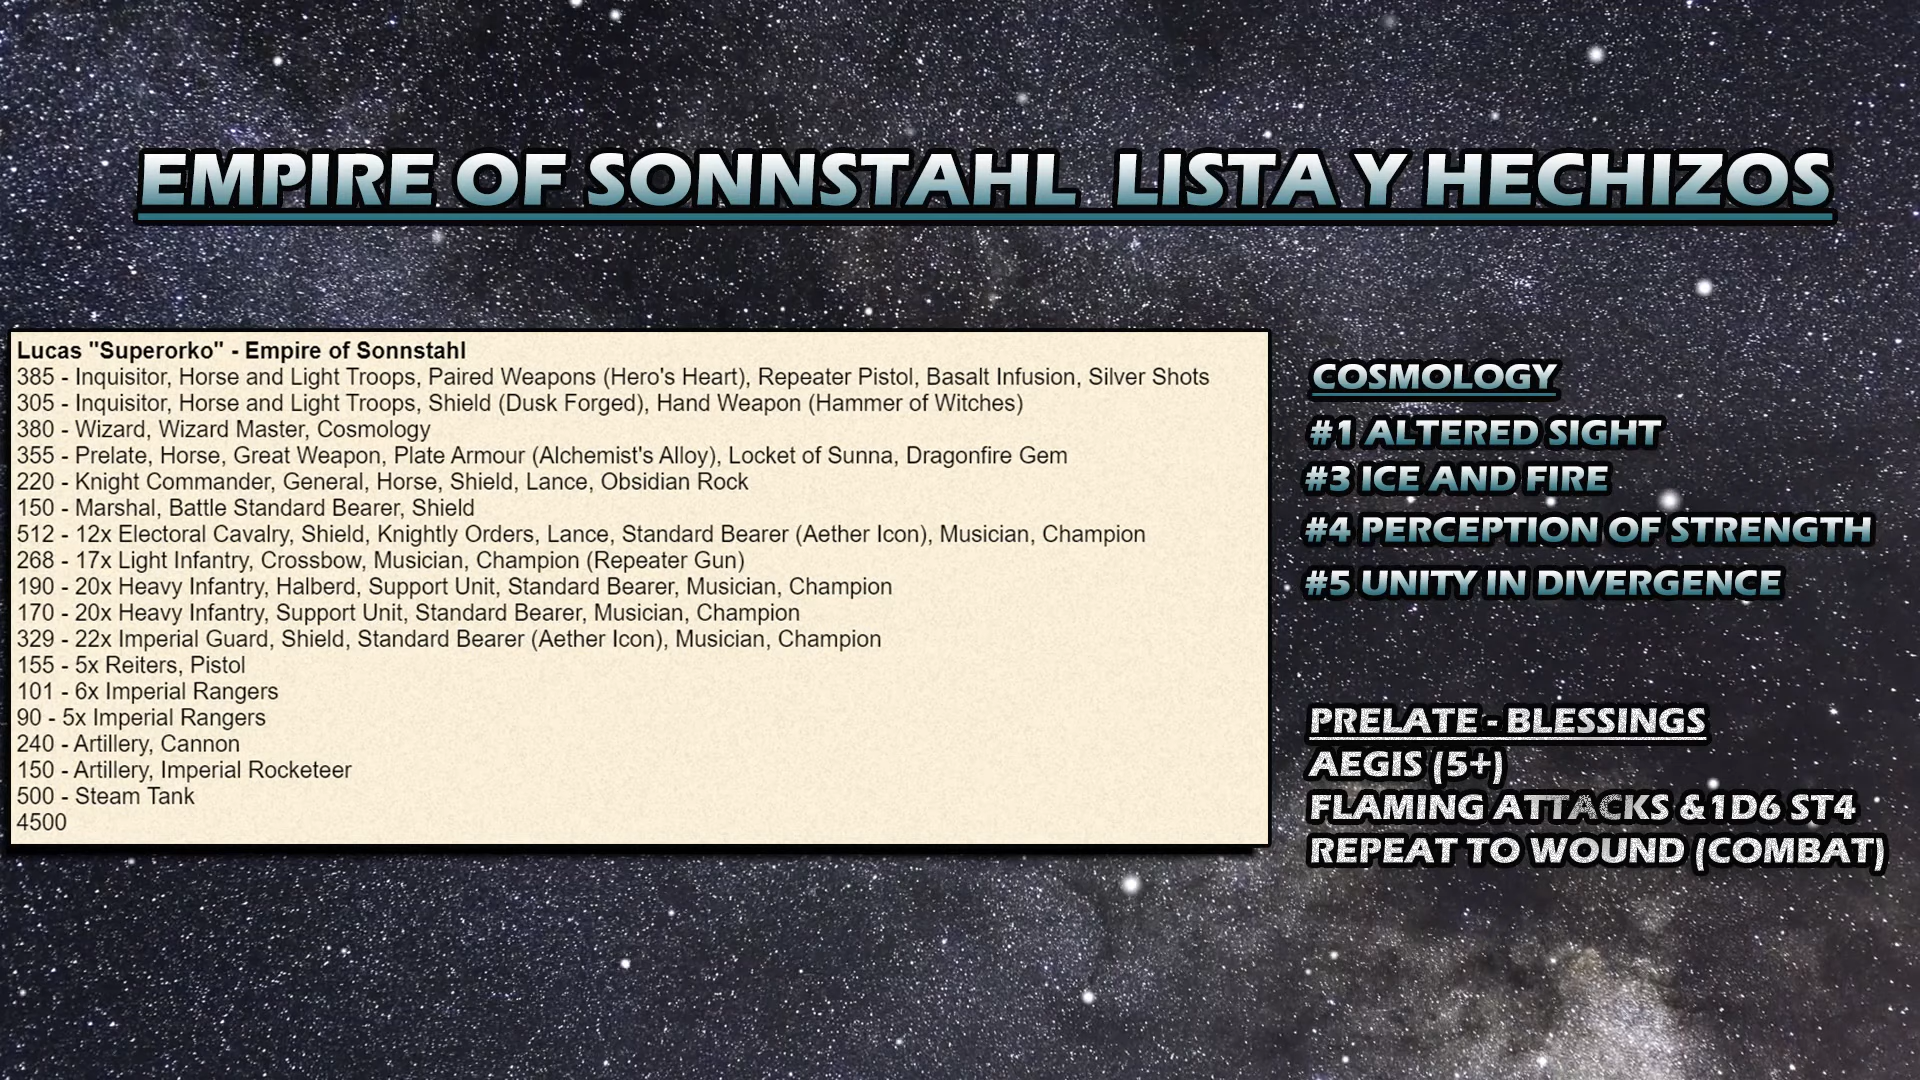 EMPIRE OF SONNSTAHL LISTA Y HECHIZOS
Lucas "Superorko" - Empire of Sonnstahl
385 - Inquisitor, Horse and Light Troops, Paired Weapons (Hero's Heart), Repeater Pistol, Basalt Infusion, Silver Shots
305 - Inquisitor, Horse and Light Troops, Shield (Dusk Forged), Hand Weapon (Hammer of Witches)
380 - Wizard, Wizard Master, Cosmology
355 - Prelate, Horse, Great Weapon, Plate Armour (Alchemist's Alloy), Locket of Sunna, Dragonfire Gem
220 - Knight Commander, General, Horse, Shield, Lance, Obsidian Rock
150 - Marshal, Battle Standard Bearer, Shield
512 - 12x Electoral Cavalry, Shield, Knightly Orders, Lance, Standard Bearer (Aether Icon), Musician, Champion
268 - 17x Light Infantry, Crossbow, Musician, Champion (Repeater Gun)
190 - 20x Heavy Infantry, Halberd, Support Unit, Standard Bearer, Musician, Champion
170 - 20x Heavy Infantry, Support Unit, Standard Bearer, Musician, Champion
329 - 22x Imperial Guard, Shield, Standard Bearer (Aether Icon), Musician, Champion
155 - 5x Reiters, Pistol
101 - 6x Imperial Rangers
90 - 5x Imperial Rangers
240 - Artillery, Cannon
150 - Artillery, Imperial Rocketeer
500 - Steam Tank
4500
COSMOLOGY
#1 ALTERED SIGHT
#3 ICE AND FIRE
#4 PERCEPTION OF STRENGTH
#5 UNITY IN DIVERGENCE
PRELATE - BLESSINGS
AEGIS (5+)
FLAMING ATTACKS & 1D6 ST4
REPEAT TO WOUND (COMBAT)